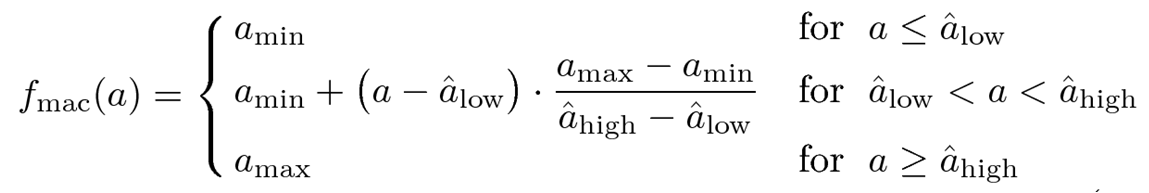 a_min for a ≤ â_low
f_mac(a) = { a_min + (a − â_low) · (a_max − a_min) / (â_high − â_low) for â_low < a < â_high
a_max for a ≥ â_high